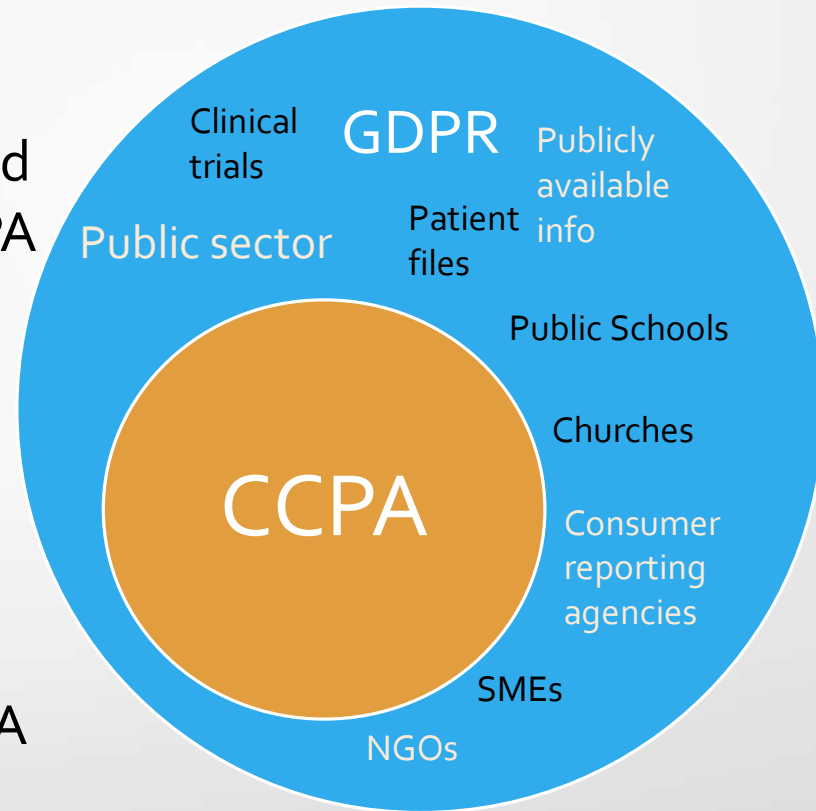 Clinical
trials
GDPR
Publicly
available
info
d
PA
Patient
files
Public sector
Public Schools
Churches
CCPA
Consumer
reporting
agencies
SMEs
A
NGOs